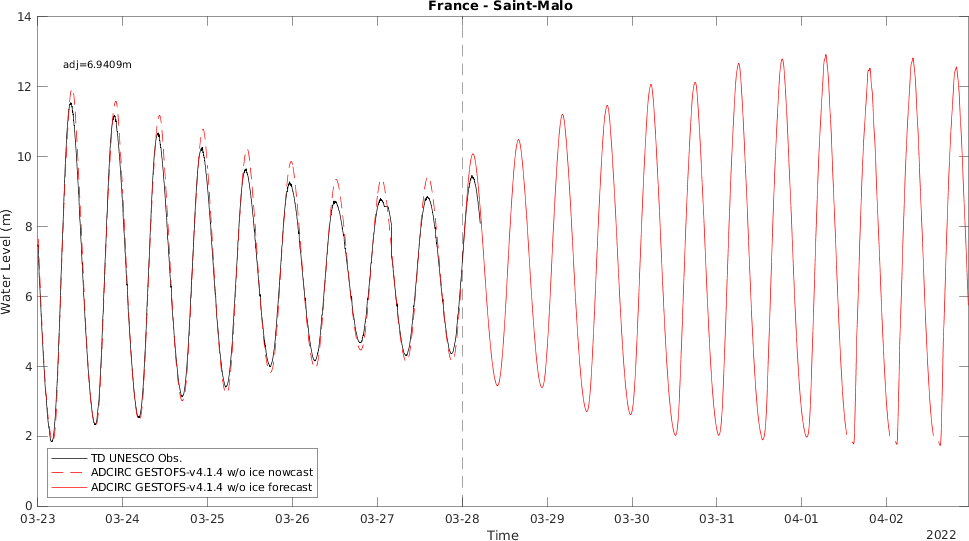 France - Saint-Malo
adj=6.9409m
Water Level (m)
14
12
10
8
6
4
2
0
TD UNESCO Obs.
ADCIRC GESTOFS-v4.1.4 w/o ice nowcast
ADCIRC GESTOFS-v4.1.4 w/o ice forecast
03-23 03-24 03-25 03-26 03-27 03-28 03-29 03-30 03-31 04-01 04-02
Time
2022